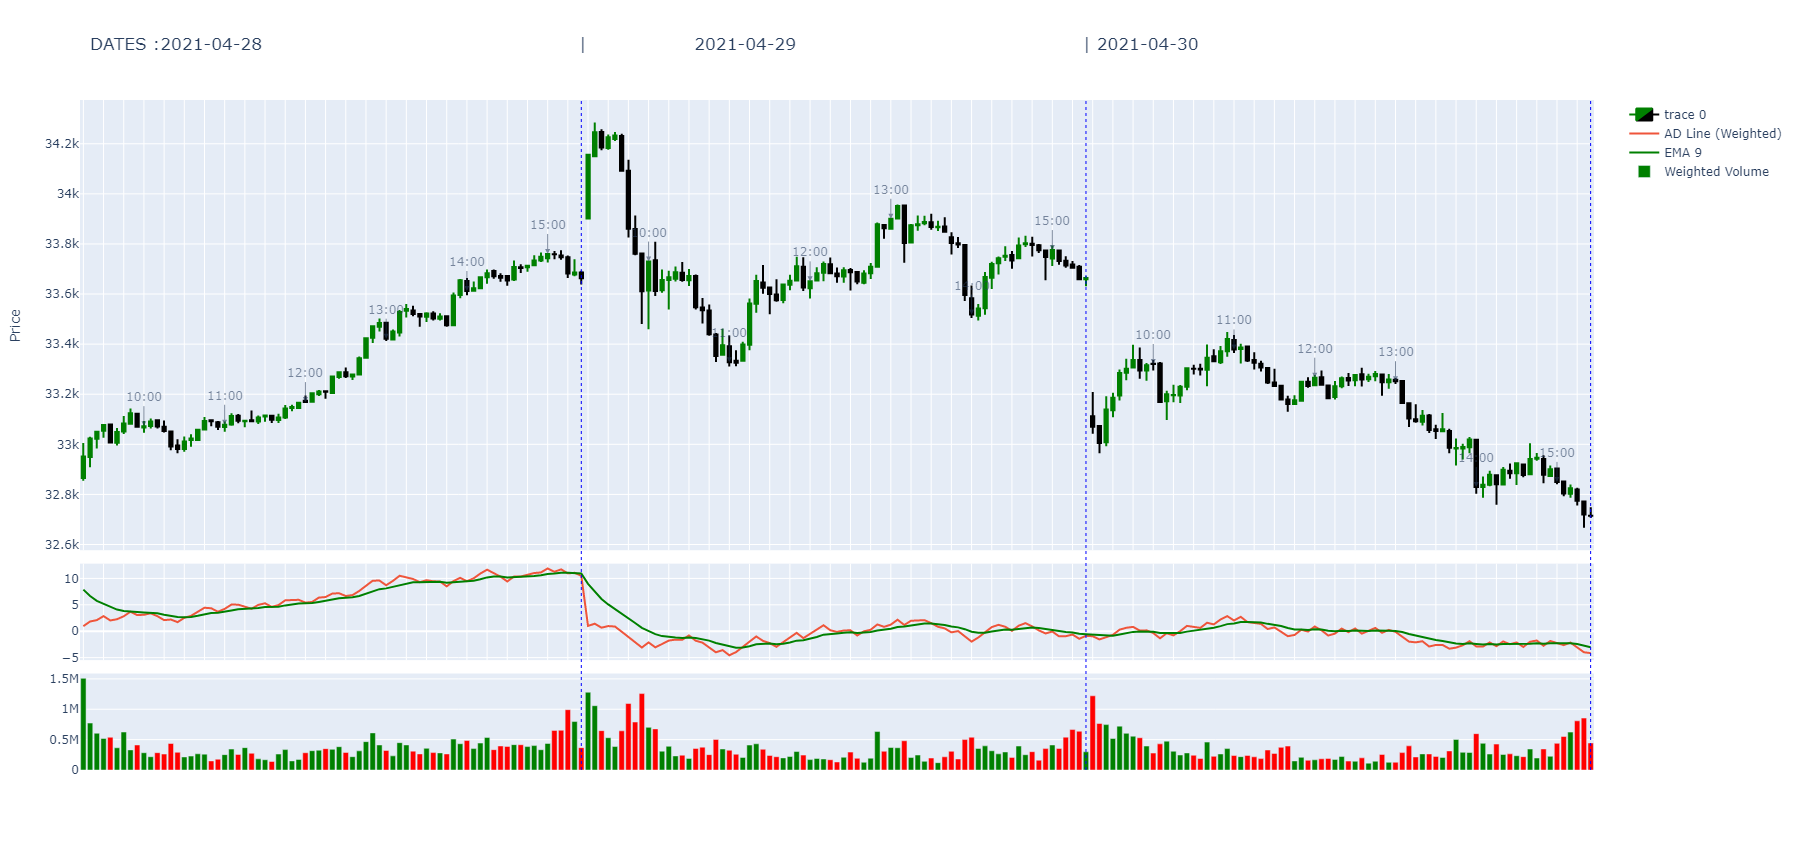 DATES :2021-04-28 | 2021-04-29 | 2021-04-30
Price
34.2k
34k
33.8k
33.6k
33.4k
33.2k
33k
32.8k
32.6k
10:00
11:00
12:00
13:00
14:00
15:00
10:00
11:00
12:00
13:00
14:00
15:00
10:00
11:00
12:00
13:00
14:00
15:00
10
5
0
−5
1.5M
1M
0.5M
0
trace 0
AD Line (Weighted)
EMA 9
Weighted Volume